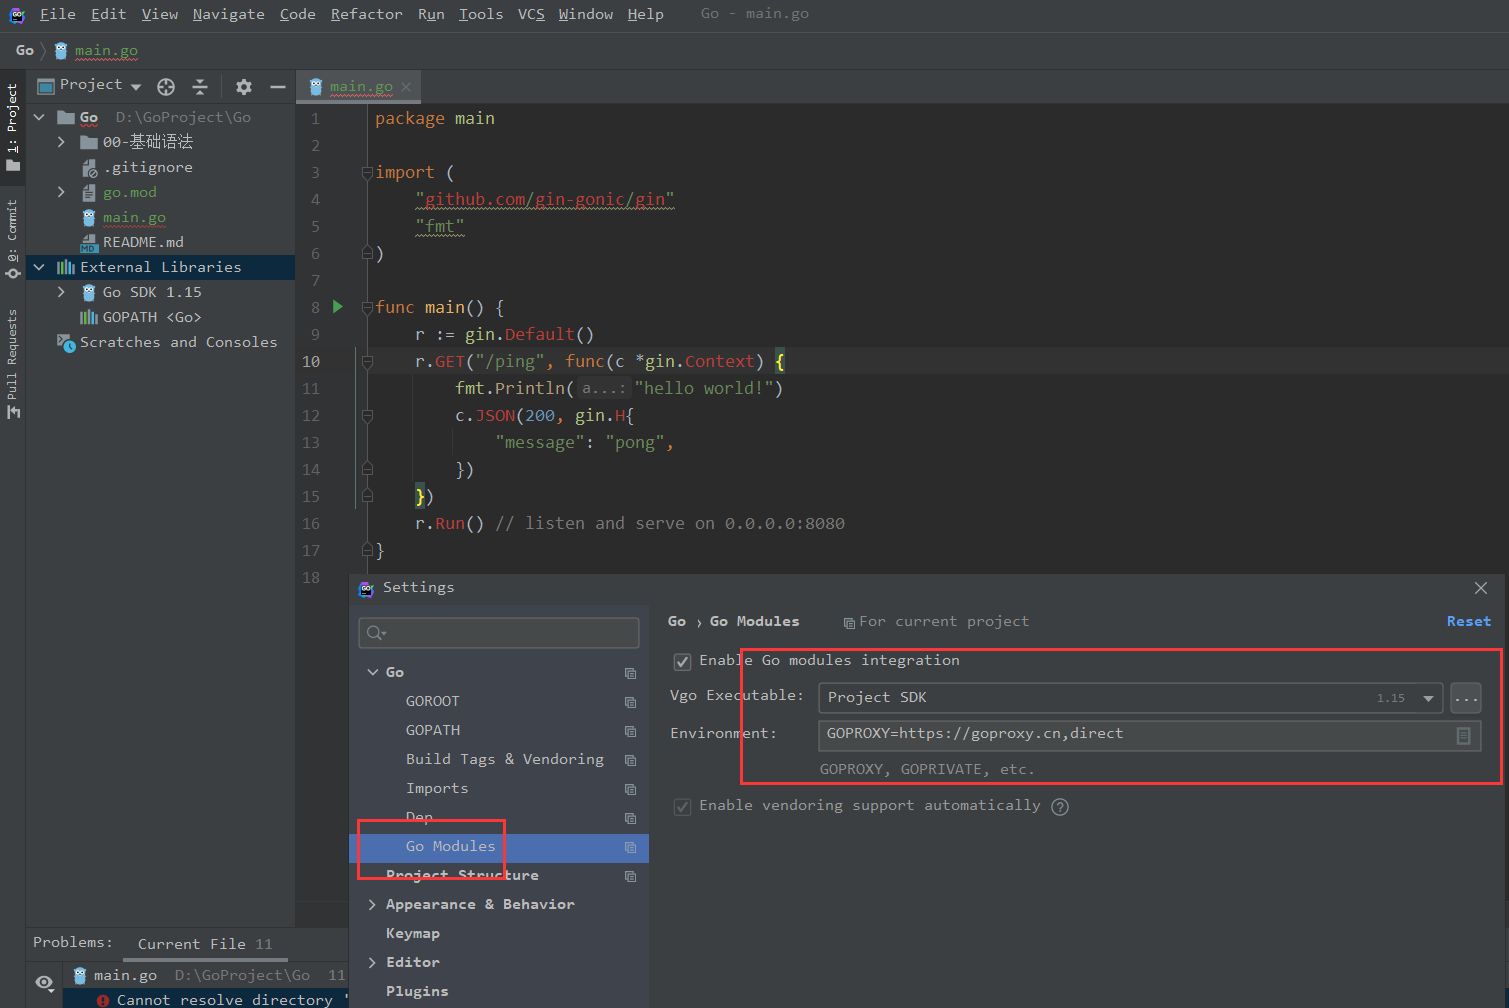 File Edit View Navigate Code Refactor Run Tools VCS Window Help Go - main.go
Go main.go
1: Project
0: Commit
Pull Requests
Project
Go D:\GoProject\Go
00-基础语法
.gitignore
go.mod
main.go
README.md
External Libraries
Go SDK 1.15
GOPATH <Go>
Scratches and Consoles
main.go
1 package main
2
3 import (
4 "github.com/gin-gonic/gin"
5 "fmt"
6 )
7
8 func main() {
9 r := gin.Default()
10 r.GET("/ping", func(c *gin.Context) {
11 fmt.Println( a...: "hello world!")
12 c.JSON(200, gin.H{
13 "message": "pong",
14 })
15 })
16 r.Run() // listen and serve on 0.0.0.0:8080
17 }
18
Settings
Go
GOROOT
GOPATH
Build Tags & Vendoring
Imports
Dep
Go Modules
Project Structure
Appearance & Behavior
Keymap
Editor
Plugins
Go › Go Modules For current project Reset
Enable Go modules integration
Vgo Executable: Project SDK 1.15 ...
Environment: GOPROXY=https://goproxy.cn,direct
GOPROXY, GOPRIVATE, etc.
Enable vendoring support automatically ?
Problems: Current File 11
main.go D:\GoProject\Go 11
Cannot resolve directory '